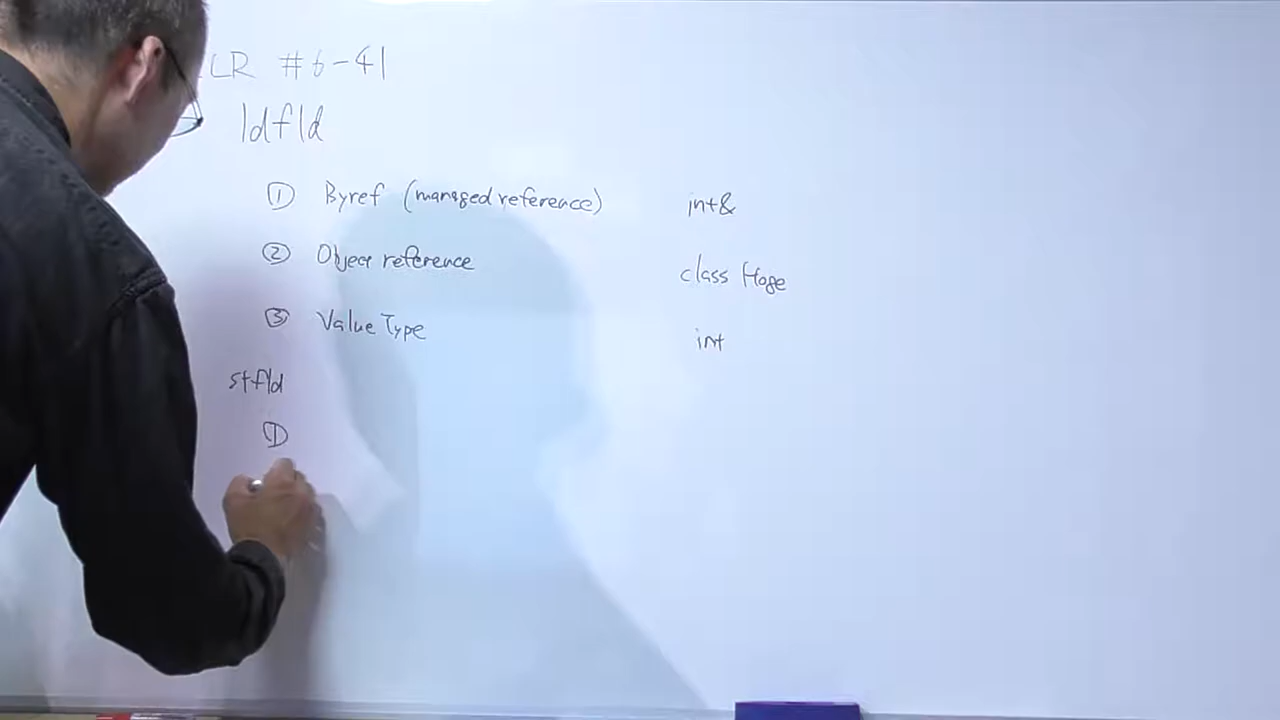 LR #6-41
ldfld
① Byref (managed reference) int&
② Object reference class Hoge
③ Value Type int
stfld
①